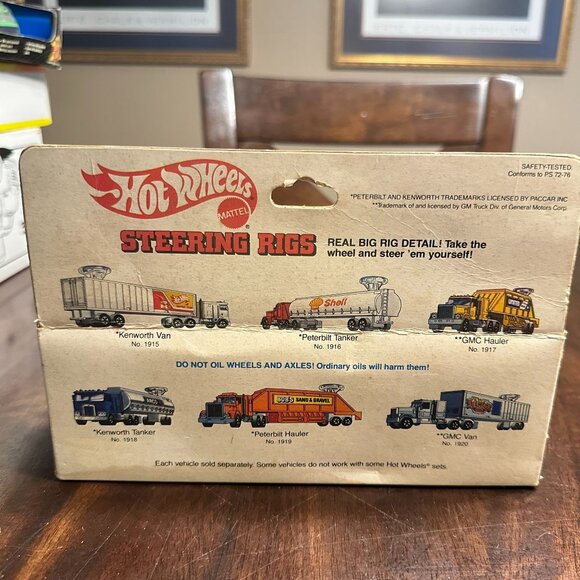 SAFETY-TESTED
Conforms to PS 72-76
Hot Wheels
MATTEL
*PETERBILT AND KENWORTH TRADEMARKS LICENSED BY PACCAR INC
**Trademark of and licensed by GM Truck Div. of General Motors Corp.
STEERING RIGS
REAL BIG RIG DETAIL! Take the
wheel and steer 'em yourself!
Shell
*Kenworth Van
No. 1915
*Peterbilt Tanker
No. 1916
**GMC Hauler
No. 1917
DO NOT OIL WHEELS AND AXLES! Ordinary oils will harm them!
SAND & GRAVEL
*Kenworth Tanker
No. 1918
*Peterbilt Hauler
No. 1919
**GMC Van
No. 1920
Each vehicle sold separately. Some vehicles do not work with some Hot Wheels® sets.